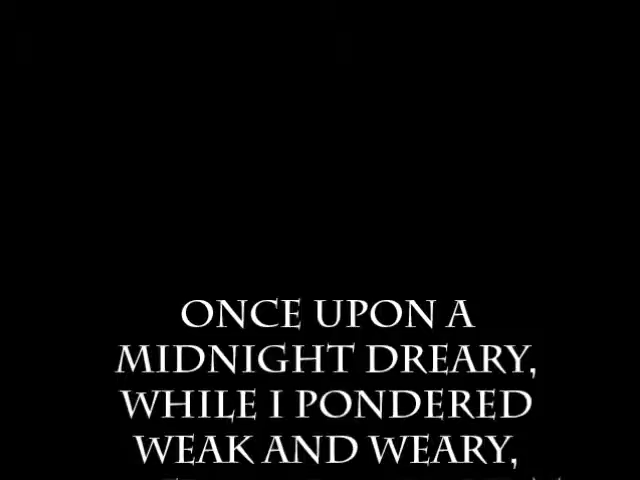 ONCE UPON A
MIDNIGHT DREARY,
WHILE I PONDERED
WEAK AND WEARY,